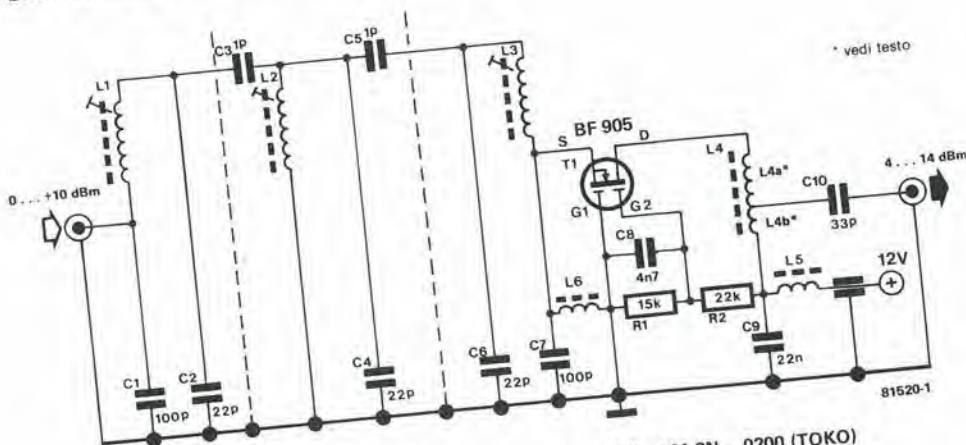 C3 1p
C5 1p
L1
L2
L3
* vedi testo
BF 905
S
D
T1
G1
G2
L4
L4a*
L4b*
C10
33p
0 . . . +10 dBm
4 . . . 14 dBm
C8
4n7
L6
L5
12V
+
15k
R1
22k
R2
C1
100p
C2
22p
C4
22p
C6
22p
C7
100p
C9
22n
81520-1
0200 (TOKO)